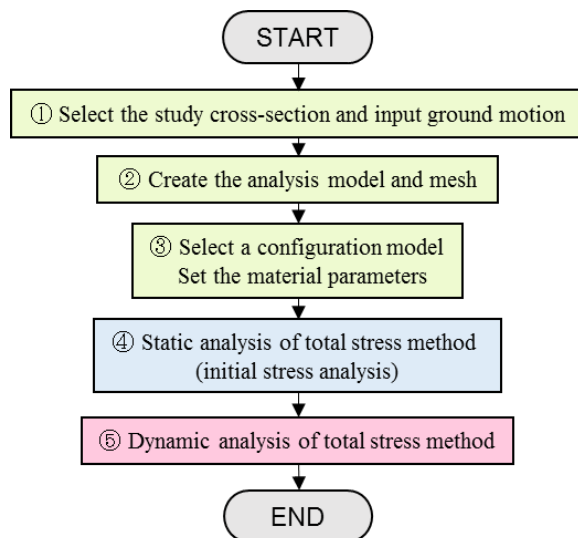 START
① Select the study cross-section and input ground motion
② Create the analysis model and mesh
③ Select a configuration model
Set the material parameters
④ Static analysis of total stress method
(initial stress analysis)
⑤ Dynamic analysis of total stress method
END